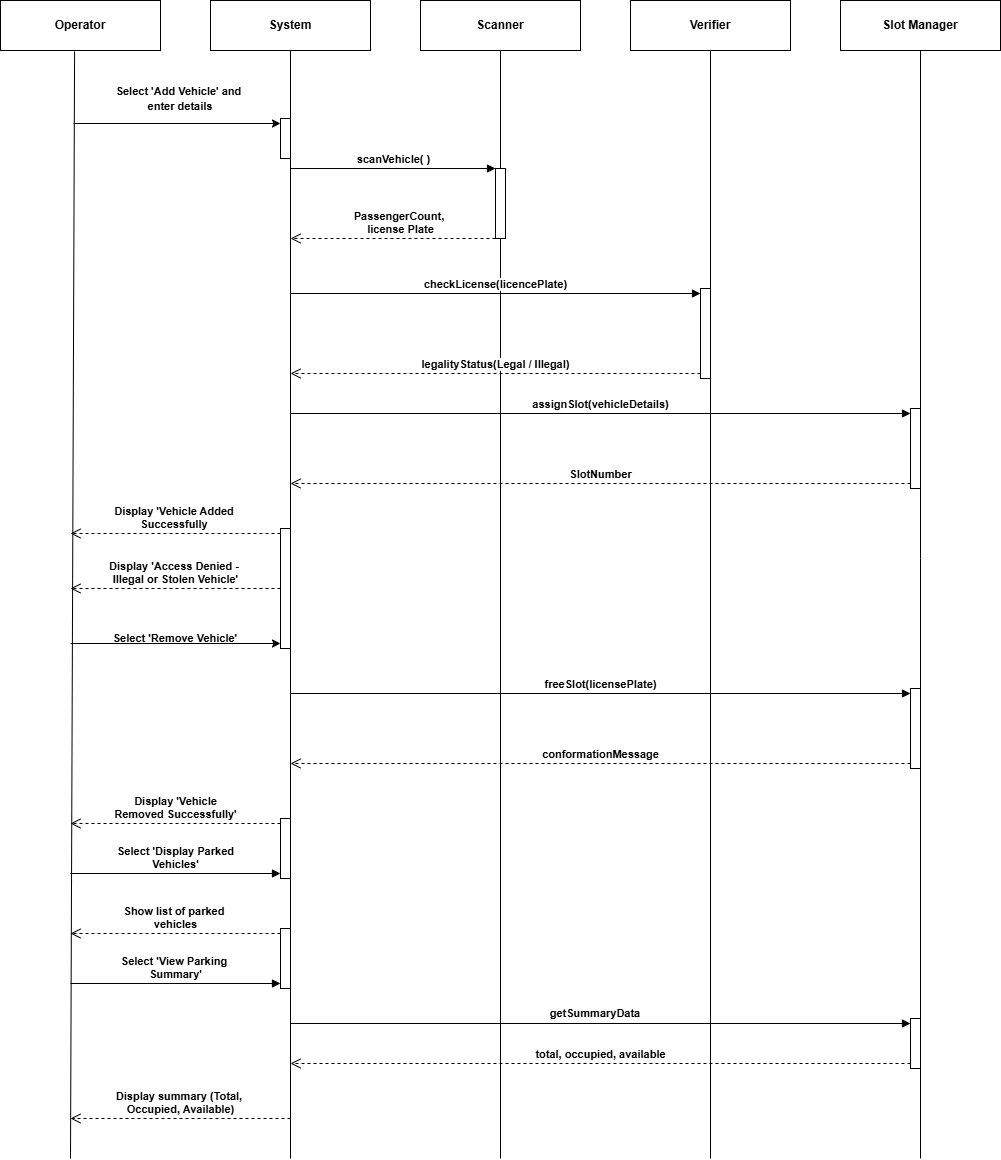 Operator
System
Scanner
Verifier
Slot Manager
Select 'Add Vehicle' and
enter details
scanVehicle( )
PassengerCount,
license Plate
checkLicense(licencePlate)
legalityStatus(Legal / Illegal)
assignSlot(vehicleDetails)
SlotNumber
Display 'Vehicle Added
Successfully
Display 'Access Denied -
Illegal or Stolen Vehicle'
Select 'Remove Vehicle'
freeSlot(licensePlate)
conformationMessage
Display 'Vehicle
Removed Successfully'
Select 'Display Parked
Vehicles'
Show list of parked
vehicles
Select 'View Parking
Summary'
getSummaryData
total, occupied, available
Display summary (Total,
Occupied, Available)